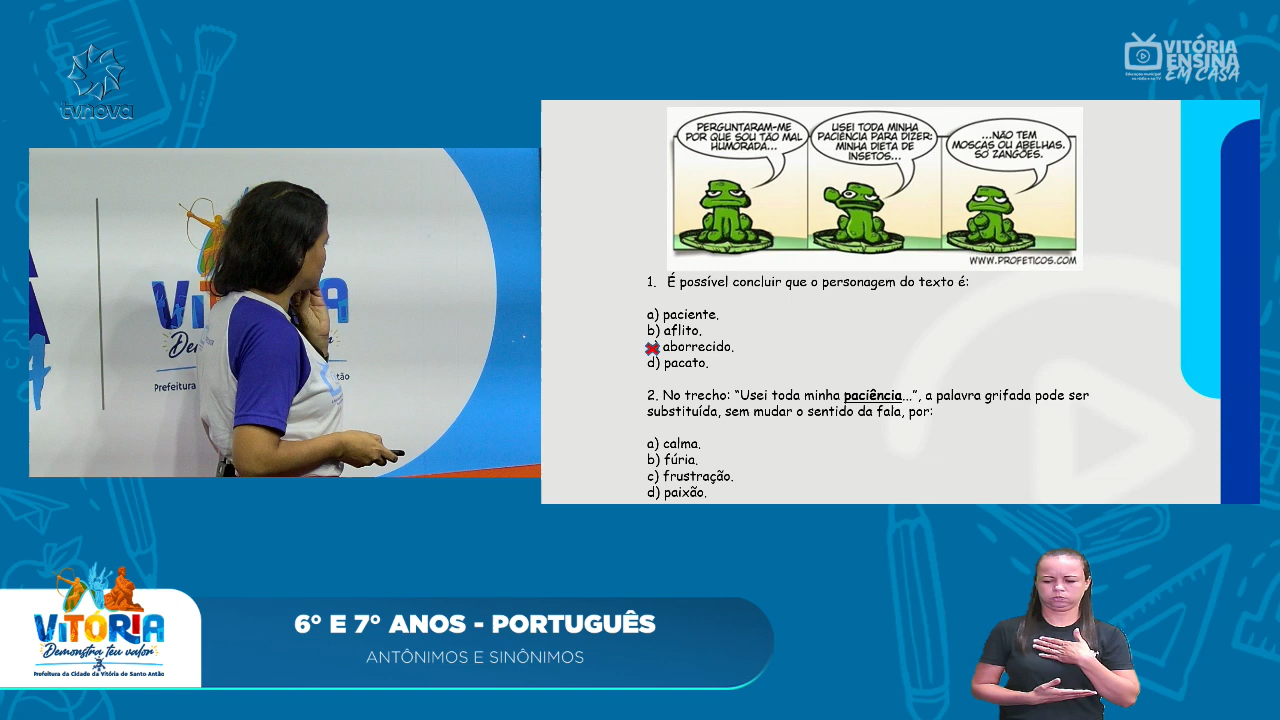 tvnova
VITÓRIA
ENSINA
EM CASA
PERGUNTARAM-ME
POR QUE SOU TÃO MAL
HUMORADA...
USEI TODA MINHA
PACIÊNCIA PARA DIZER:
MINHA DIETA DE
INSETOS...
...NÃO TEM
MOSCAS OU ABELHAS.
SÓ ZANGÕES.
WWW.PROFETICOS.COM
1. É possível concluir que o personagem do texto é:
a) paciente.
b) aflito.
aborrecido.
d) pacato.
2. No trecho: “Usei toda minha paciência...”, a palavra grifada pode ser
substituída, sem mudar o sentido da fala, por:
a) calma.
b) fúria.
c) frustração.
d) paixão.
Prefeitura
VITÓRIA
Demonstra teu valor
Prefeitura da Cidade da Vitória de Santo Antão
6° E 7° ANOS - PORTUGUÊS
ANTÔNIMOS E SINÔNIMOS